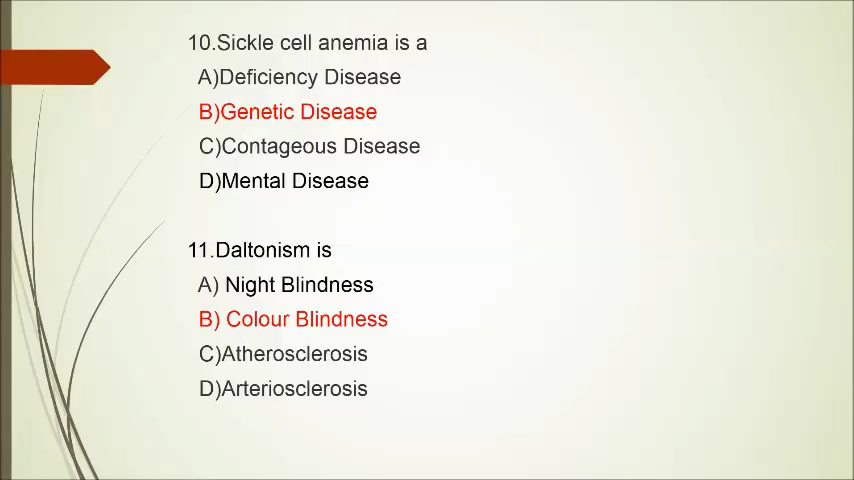 10.Sickle cell anemia is a
A)Deficiency Disease
B)Genetic Disease
C)Contageous Disease
D)Mental Disease
11.Daltonism is
A) Night Blindness
B) Colour Blindness
C)Atherosclerosis
D)Arteriosclerosis